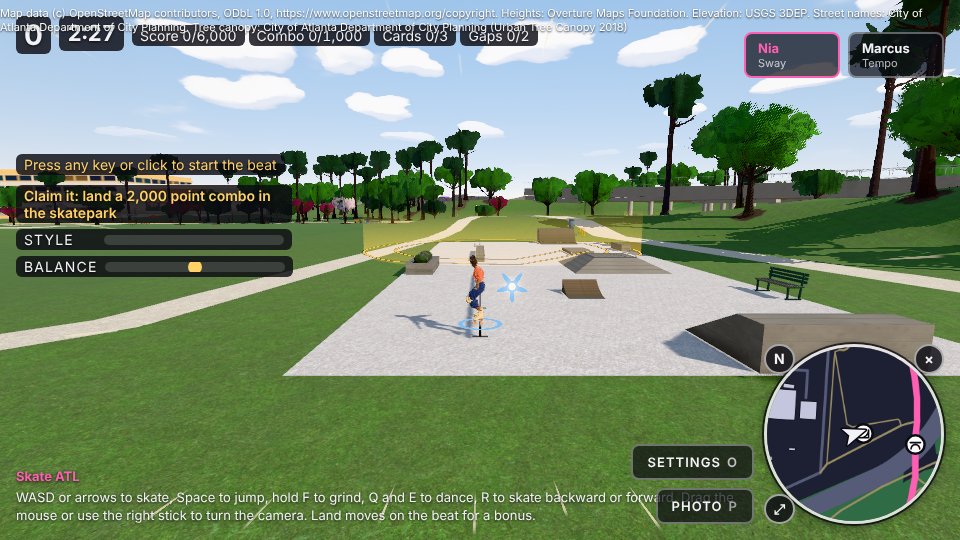 Map data (c) OpenStreetMap contributors, ODbL 1.0, https://www.openstreetmap.org/copyright. Heights: Overture Maps Foundation. Elevation: USGS 3DEP. Street names: City of
Atlanta Department of City Planning. Tree canopy: City of Atlanta Department of City Planning (Urban Tree Canopy 2018)
0
2:27
Score 0/6,000
Combo 0/1,000
Cards 0/3
Gaps 0/2
Nia
Sway
Marcus
Tempo
Press any key or click to start the beat
Claim it: land a 2,000 point combo in
the skatepark
STYLE
BALANCE
N
×
SETTINGS O
PHOTO P
Skate ATL
WASD or arrows to skate, Space to jump, hold F to grind, Q and E to dance, R to skate backward or forward. Drag the
mouse or use the right stick to turn the camera. Land moves on the beat for a bonus.